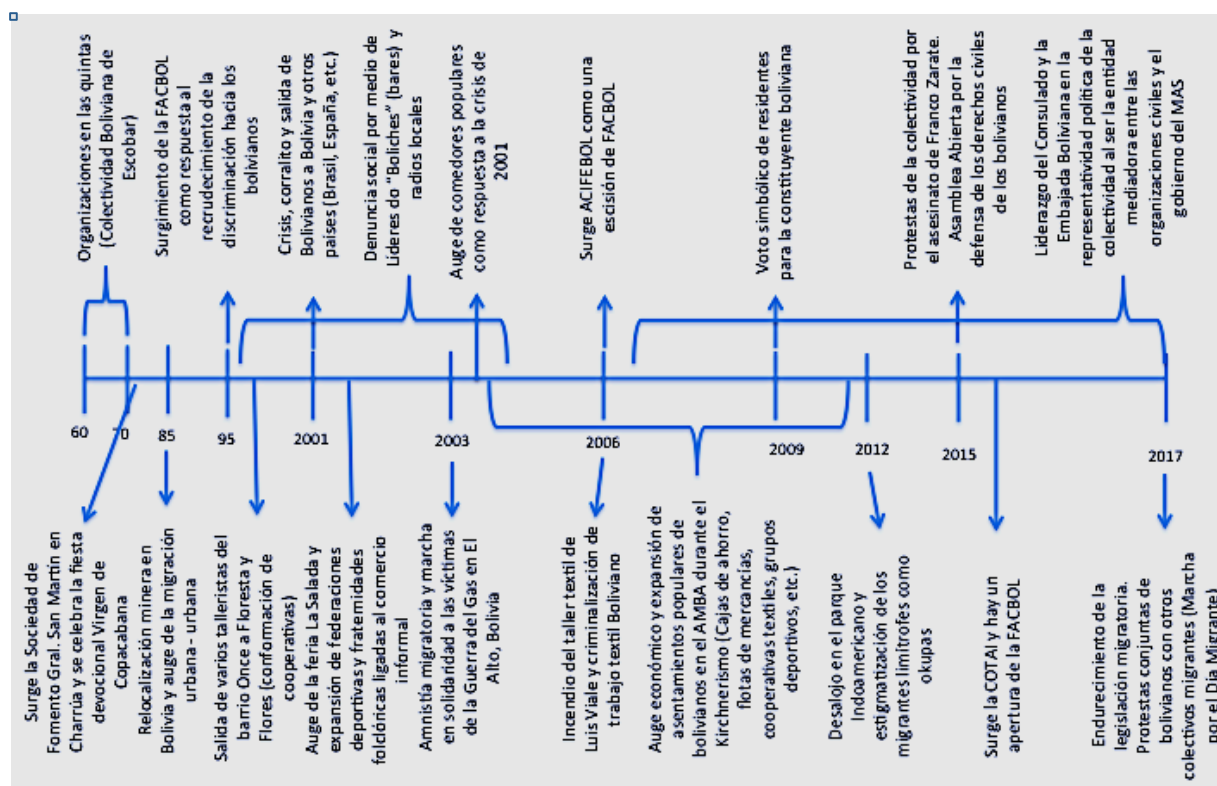 Organizaciones en las quintas
(Colectividad Boliviana de
Escobar)
Surgimiento de la FACBOL
como respuesta al
recrudecimiento de la
discriminación hacia los
bolivianos
Crisis, corralito y salida de
Bolivianos a Bolivia y otros
países (Brasil, España, etc.)
Denuncia social por medio de
Líderes do "Boliches" (bares) y
radios locales
Auge de comedores populares
como respuesta a la crisis de
2001
Surge ACIFEBOL como una
escisión de FACBOL
Voto simbólico de residentes
para la constituyente boliviana
Protestas de la colectividad por
el asesinato de Franco Zarate.
Asamblea Abierta por la
defensa de los derechos civiles
de los bolivianos
Liderazgo del Consulado y la
Embajada Boliviana en la
representatividad política de la
colectividad al ser la entidad
mediadora entre las
organizaciones civiles y el
gobierno del MAS
60
70
85
95
2001
2003
2006
2009
2012
2015
2017
Surge la Sociedad de
Fomento Gral. San Martín en
Charrúa y se celebra la fiesta
devocional Virgen de
Copacabana
Relocalización minera en
Bolivia y auge de la migración
urbana - urbana
Salida de varios talleristas del
barrio Once a Floresta y
Flores (conformación de
cooperativas)
Auge de la feria La Salada y
expansión de federaciones
deportivas y fraternidades
folclóricas ligadas al comercio
informal
Amnistía migratoria y marcha
en solidaridad a las víctimas
de la Guerra del Gas en El
Alto, Bolivia
Incendio del taller textil de
Luis Viale y criminalización de
trabajo textil Boliviano
Auge económico y expansión de
asentamientos populares de
bolivianos en el AMBA durante el
Kirchnerismo (Cajas de ahorro,
flotas de mercancías,
cooperativas textiles, grupos
deportivos, etc.)
Desalojo en el parque
Indoamericano y
estigmatización de los
migrantes limítrofes como
okupas
Surge la COTAI y hay un
apertura de la FACBOL
Endurecimiento de la
legislación migratoria.
Protestas conjuntas de
bolivianos con otros
colectivos migrantes (Marcha
por el Día Migrante)